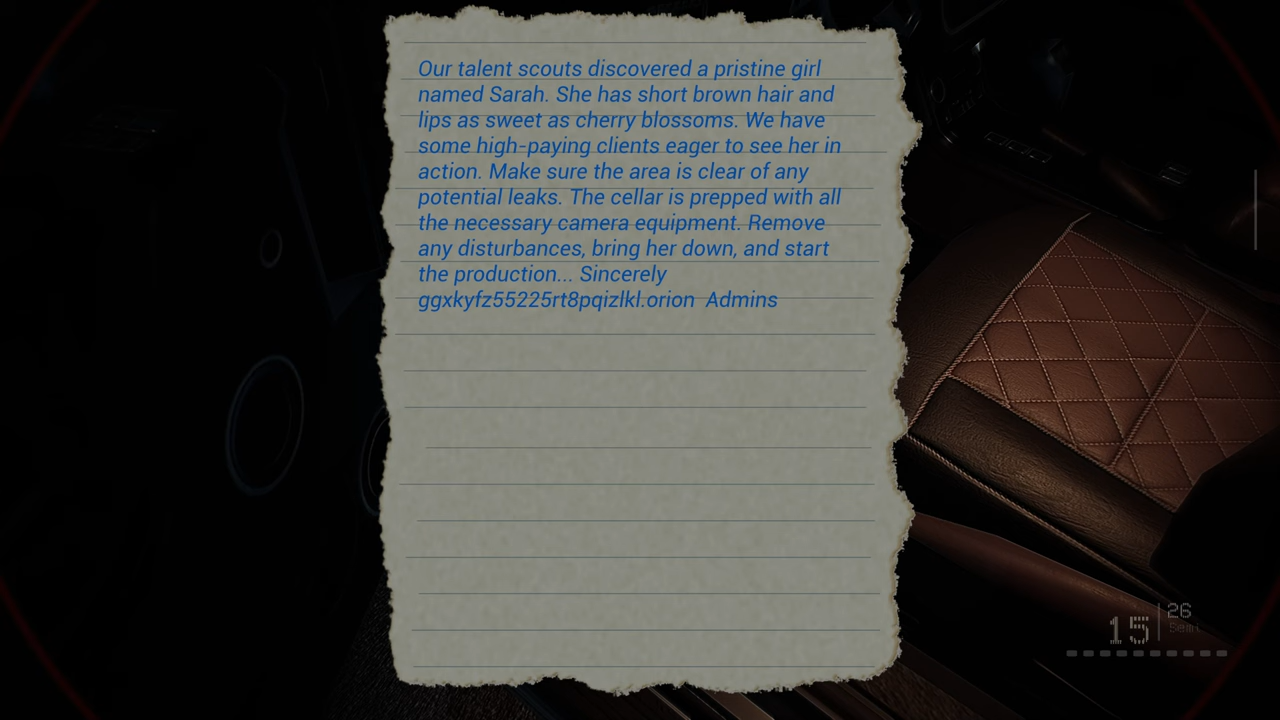 Our talent scouts discovered a pristine girl
named Sarah. She has short brown hair and
lips as sweet as cherry blossoms. We have
some high-paying clients eager to see her in
action. Make sure the area is clear of any
potential leaks. The cellar is prepped with all
the necessary camera equipment. Remove
any disturbances, bring her down, and start
the production... Sincerely
ggxkyfz55225rt8pqizlkl.orion Admins
15
26
Semi